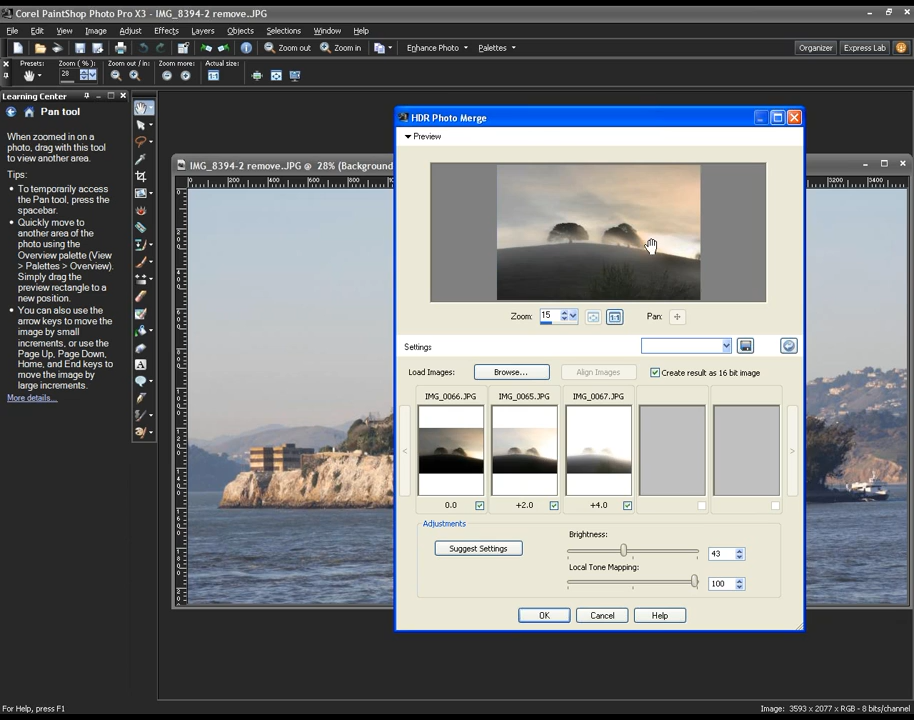 Corel PaintShop Photo Pro X3 - IMG_8394-2 remove.JPG
File Edit View Image Adjust Effects Layers Objects Selections Window Help
Zoom out Zoom in Enhance Photo Palettes Organizer Express Lab
Presets: Zoom (%): Zoom out / in: Zoom more: Actual size:
28
Learning Center
Pan tool
When zoomed in on a
photo, drag with this tool
to view another area.
Tips:
• To temporarily access
the Pan tool, press the
spacebar.
• Quickly move to
another area of the
photo using the
Overview palette (View
> Palettes > Overview).
Simply drag the
preview rectangle to a
new position.
• You can also use the
arrow keys to move the
image by small
increments, or use the
Page Up, Page Down,
Home, and End keys to
move the image by
large increments.
More details...
IMG_8394-2 remove.JPG @ 28% (Background
0 200 400 600 800 3200 3400
HDR Photo Merge
Preview
Zoom: 15 1:1 Pan:
Settings
Load Images: Browse... Align Images Create result as 16 bit image
IMG_0066.JPG IMG_0065.JPG IMG_0067.JPG
< >
0.0 +2.0 +4.0
Adjustments
Suggest Settings
Brightness:
43
Local Tone Mapping:
100
OK Cancel Help
For Help, press F1
Image: 3593 x 2077 x RGB - 8 bits/channel